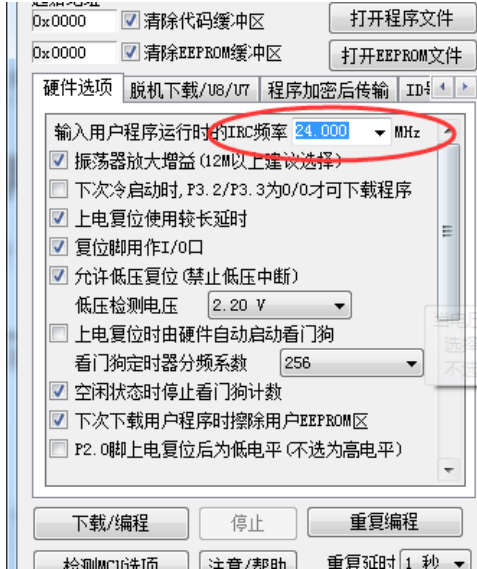 0x0000 清除代码缓冲区 打开程序文件
0x0000 清除EEPROM缓冲区 打开EEPROM文件
硬件选项 脱机下载/U8/U7 程序加密后传输
输入用户程序运行时的IRC频率 24.000 MHz
振荡器放大增益(12M以上建议选择)
下次冷启动时,P3.2/P3.3为0/0才可下载程序
上电复位使用较长延时
复位脚用作I/O口
允许低压复位(禁止低压中断)
低压检测电压 2.20 V
上电复位时由硬件自动启动看门狗
看门狗定时器分频系数 256
空闲状态时停止看门狗计数
下次下载用户程序时擦除用户EEPROM区
P2.0脚上电复位后为低电平(不选为高电平)
下载/编程 停止 重复编程
检测MCU选项 注意/帮助 重复延时 1 秒